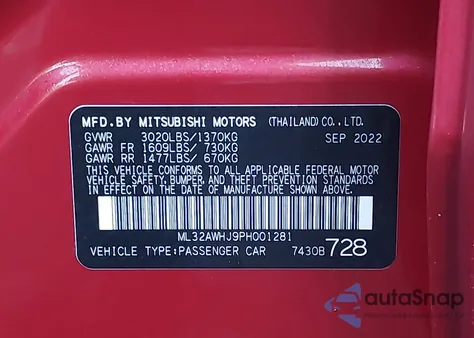 MFD.BY MITSUBISHI MOTORS (THAILAND) CO.,LTD.
GVWR 3020LBS/1370KG SEP 2022
GAWR FR 1609LBS/ 730KG
GAWR RR 1477LBS/ 670KG
THIS VEHICLE CONFORMS TO ALL APPLICABLE FEDERAL MOTOR
VEHICLE SAFETY, BUMPER, AND THEFT PREVENTION STANDARDS
IN EFFECT ON THE DATE OF MANUFACTURE SHOWN ABOVE.
ML32AWHJ9PH001281
VEHICLE TYPE:PASSENGER CAR 7430B 728
autoSnap